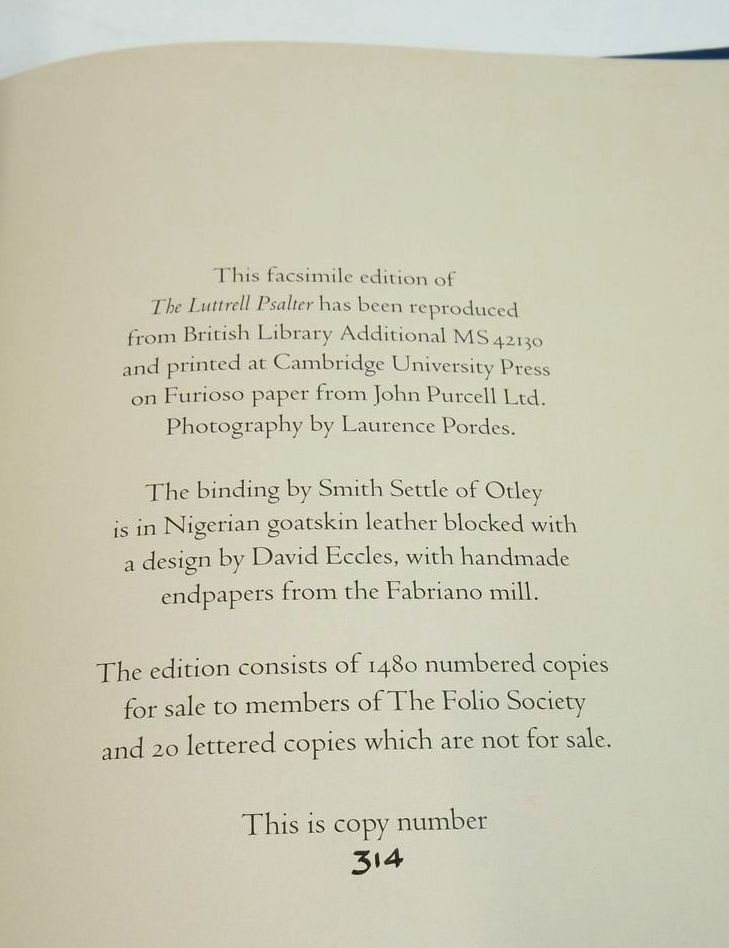 This facsimile edition of
The Luttrell Psalter has been reproduced
from British Library Additional MS 42130
and printed at Cambridge University Press
on Furioso paper from John Purcell Ltd.
Photography by Laurence Pordes.
The binding by Smith Settle of Otley
is in Nigerian goatskin leather blocked with
a design by David Eccles, with handmade
endpapers from the Fabriano mill.
The edition consists of 1480 numbered copies
for sale to members of The Folio Society
and 20 lettered copies which are not for sale.
This is copy number
314